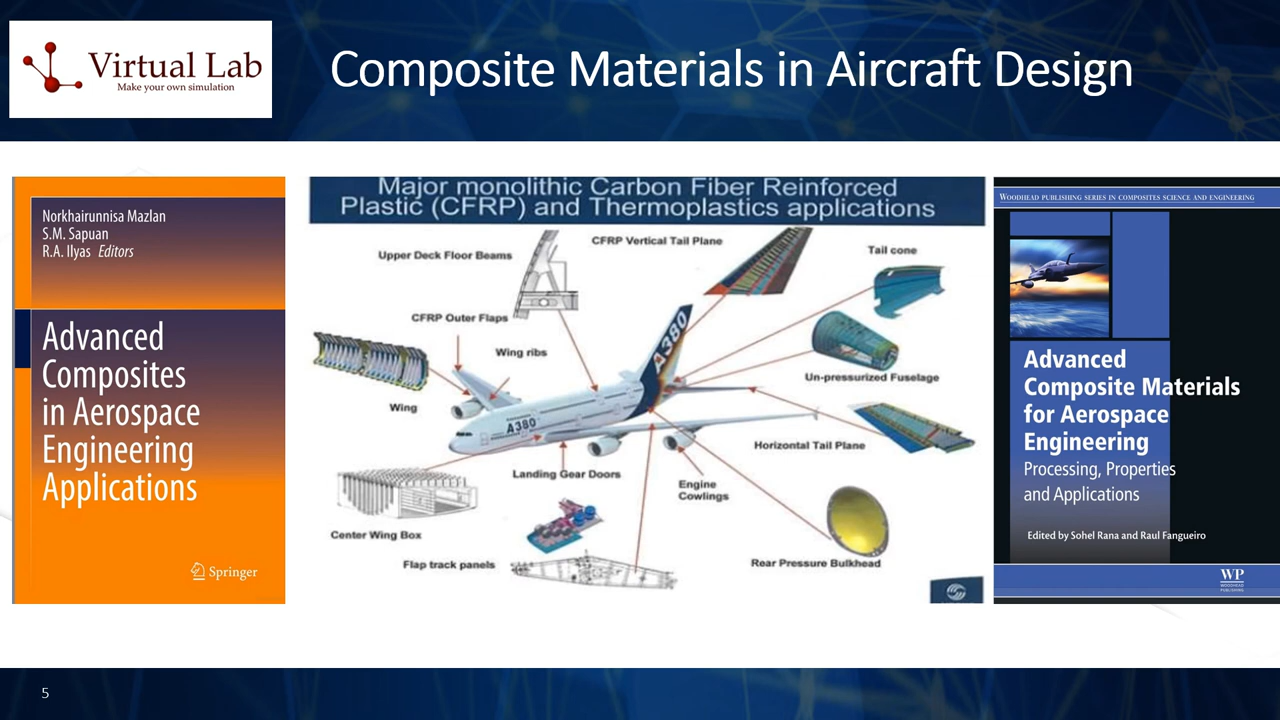 Virtual Lab
Make your own simulation
Composite Materials in Aircraft Design
Norkhairunnisa Mazlan
S.M. Sapuan
R.A. Ilyas Editors
Advanced
Composites
in Aerospace
Engineering
Applications
Springer
Major monolithic Carbon Fiber Reinforced
Plastic (CFRP) and Thermoplastics applications
Upper Deck Floor Beams
CFRP Vertical Tail Plane
Tail cone
CFRP Outer Flaps
Wing ribs
Un-pressurized Fuselage
Wing
A380
A380
Horizontal Tail Plane
Landing Gear Doors
Engine
Cowlings
Center Wing Box
Flap track panels
Rear Pressure Bulkhead
WOODHEAD PUBLISHING SERIES IN COMPOSITES SCIENCE AND ENGINEERING
Advanced
Composite Materials
for Aerospace
Engineering
Processing, Properties
and Applications
Edited by Sohel Rana and Raul Fangueiro
WP
WOODHEAD
PUBLISHING
5